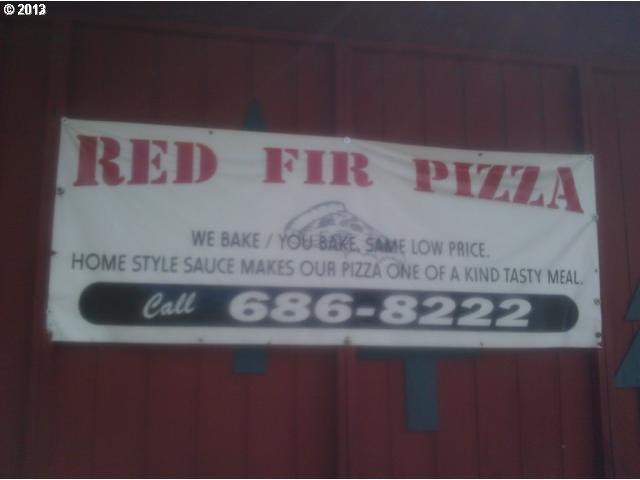 © 2013
RED FIR PIZZA
WE BAKE / YOU BAKE, SAME LOW PRICE.
HOME STYLE SAUCE MAKES OUR PIZZA ONE OF A KIND TASTY MEAL.
Call 686-8222